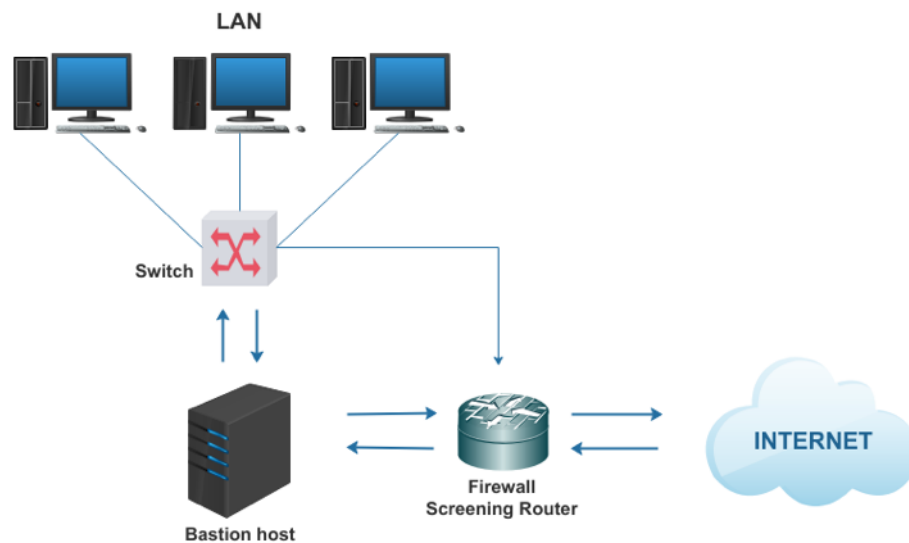 LAN
Switch
INTERNET
Firewall
Screening Router
Bastion host